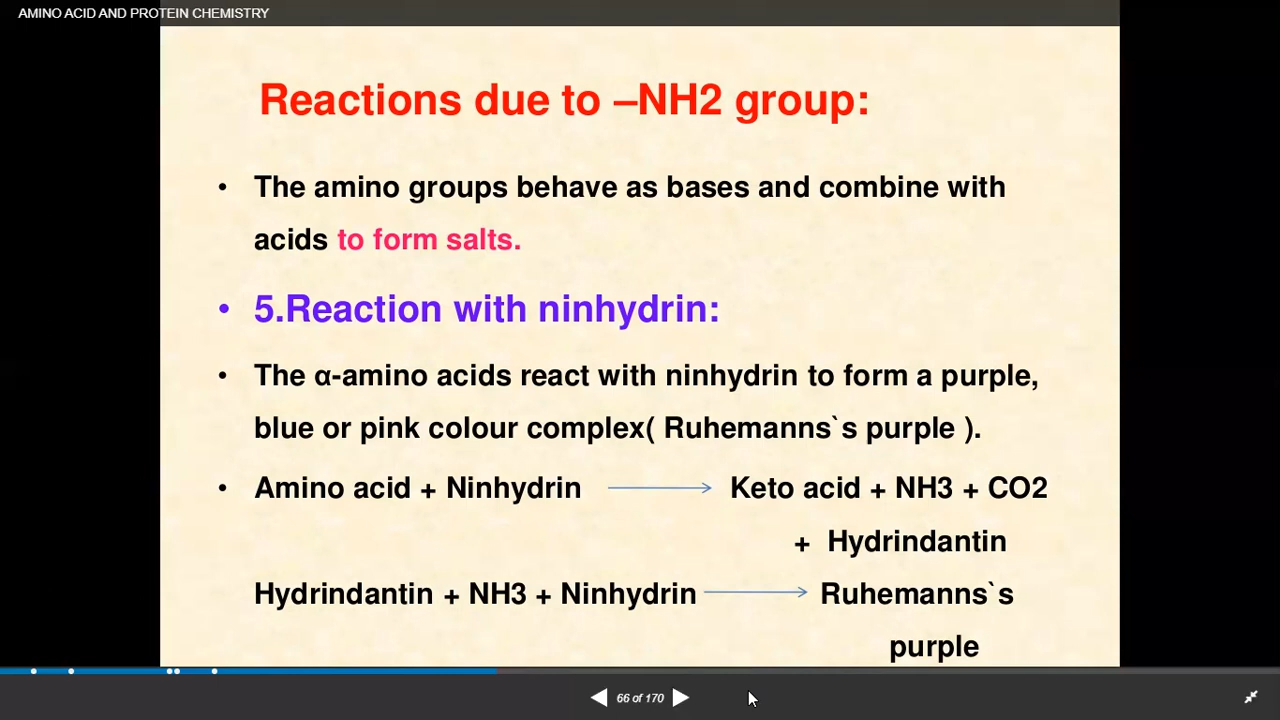 AMINO ACID AND PROTEIN CHEMISTRY
Reactions due to –NH2 group:
• The amino groups behave as bases and combine with
acids to form salts.
• 5.Reaction with ninhydrin:
• The α-amino acids react with ninhydrin to form a purple,
blue or pink colour complex( Ruhemanns`s purple ).
• Amino acid + Ninhydrin → Keto acid + NH3 + CO2
+ Hydrindantin
Hydrindantin + NH3 + Ninhydrin → Ruhemanns`s
purple
66 of 170